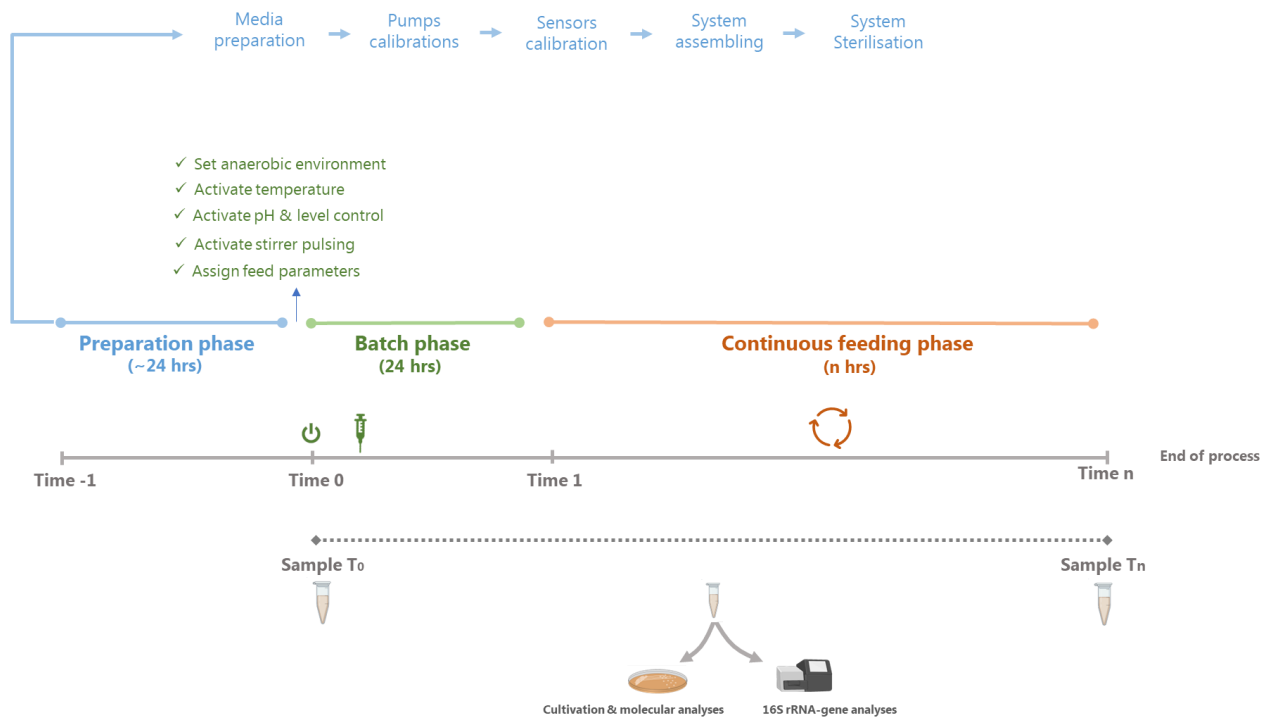 Media
preparation
Pumps
calibrations
Sensors
calibration
System
assembling
System
Sterilisation
✓ Set anaerobic environment
✓ Activate temperature
✓ Activate pH & level control
✓ Activate stirrer pulsing
✓ Assign feed parameters
Preparation phase
(~24 hrs)
Batch phase
(24 hrs)
Continuous feeding phase
(n hrs)
Time -1
Time 0
Time 1
Time n
End of process
Sample T₀
Sample Tn
Cultivation & molecular analyses
16S rRNA-gene analyses